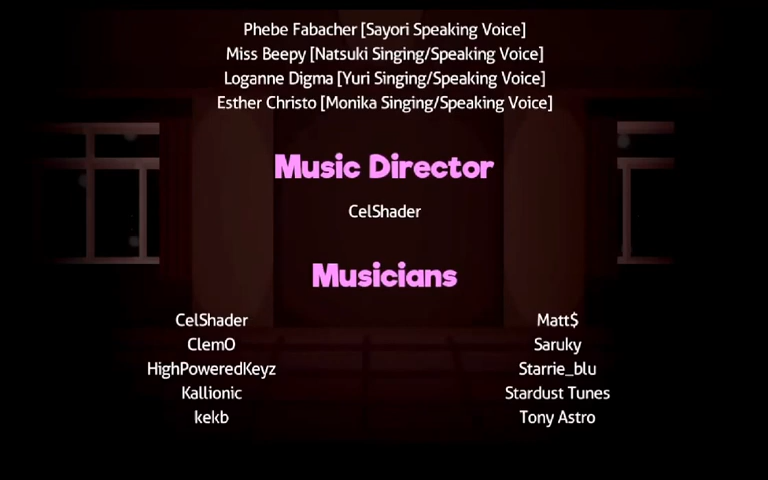 Phebe Fabacher [Sayori Speaking Voice]
Miss Beepy [Natsuki Singing/Speaking Voice]
Loganne Digma [Yuri Singing/Speaking Voice]
Esther Christo [Monika Singing/Speaking Voice]
Music Director
CelShader
Musicians
CelShader
ClemO
HighPoweredKeyz
Kallionic
kekb
Matt$
Saruky
Starrie_blu
Stardust Tunes
Tony Astro